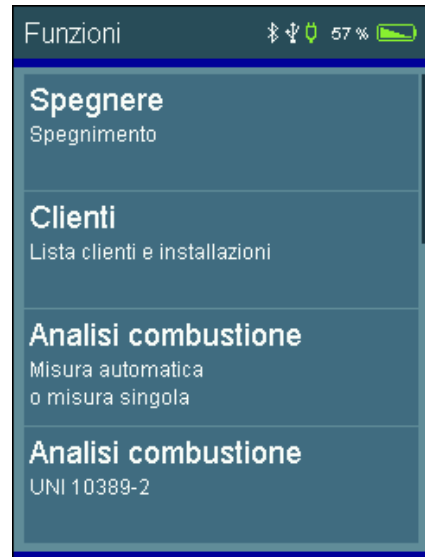 Funzioni 57 %
Spegnere
Spegnimento
Clienti
Lista clienti e installazioni
Analisi combustione
Misura automatica
o misura singola
Analisi combustione
UNI 10389-2